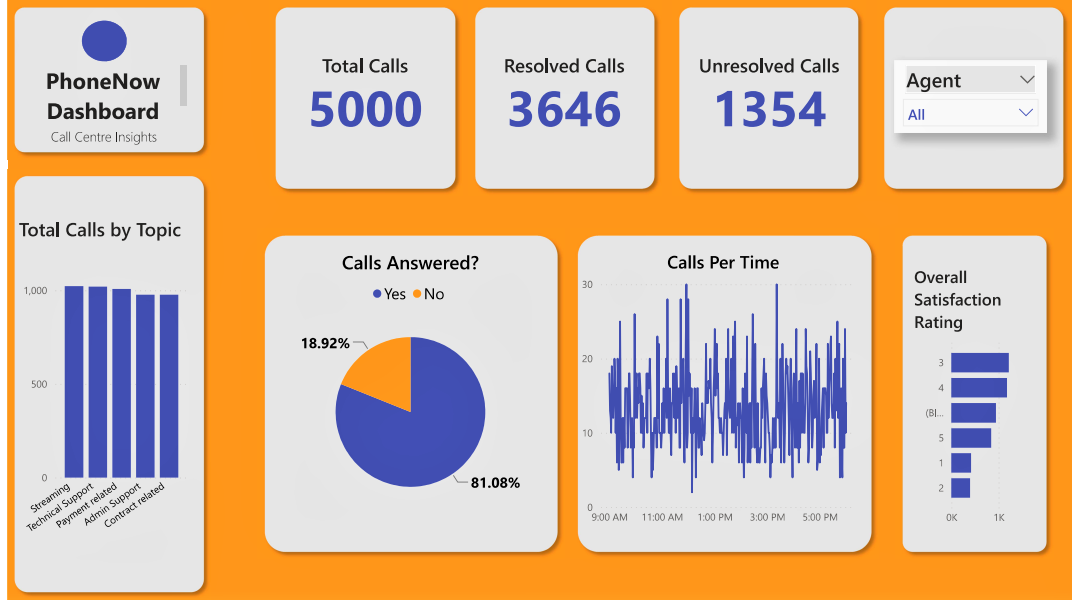 PhoneNow
Dashboard
Call Centre Insights
Total Calls
5000
Resolved Calls
3646
Unresolved Calls
1354
Agent
All
Total Calls by Topic
1,000
500
0
Streaming
Technical Support
Payment related
Admin Support
Contract related
Calls Answered?
Yes No
18.92%
81.08%
Calls Per Time
30
20
10
0
9:00 AM 11:00 AM 1:00 PM 3:00 PM 5:00 PM
Overall
Satisfaction
Rating
3
4
(Bl...
5
1
2
0K 1K